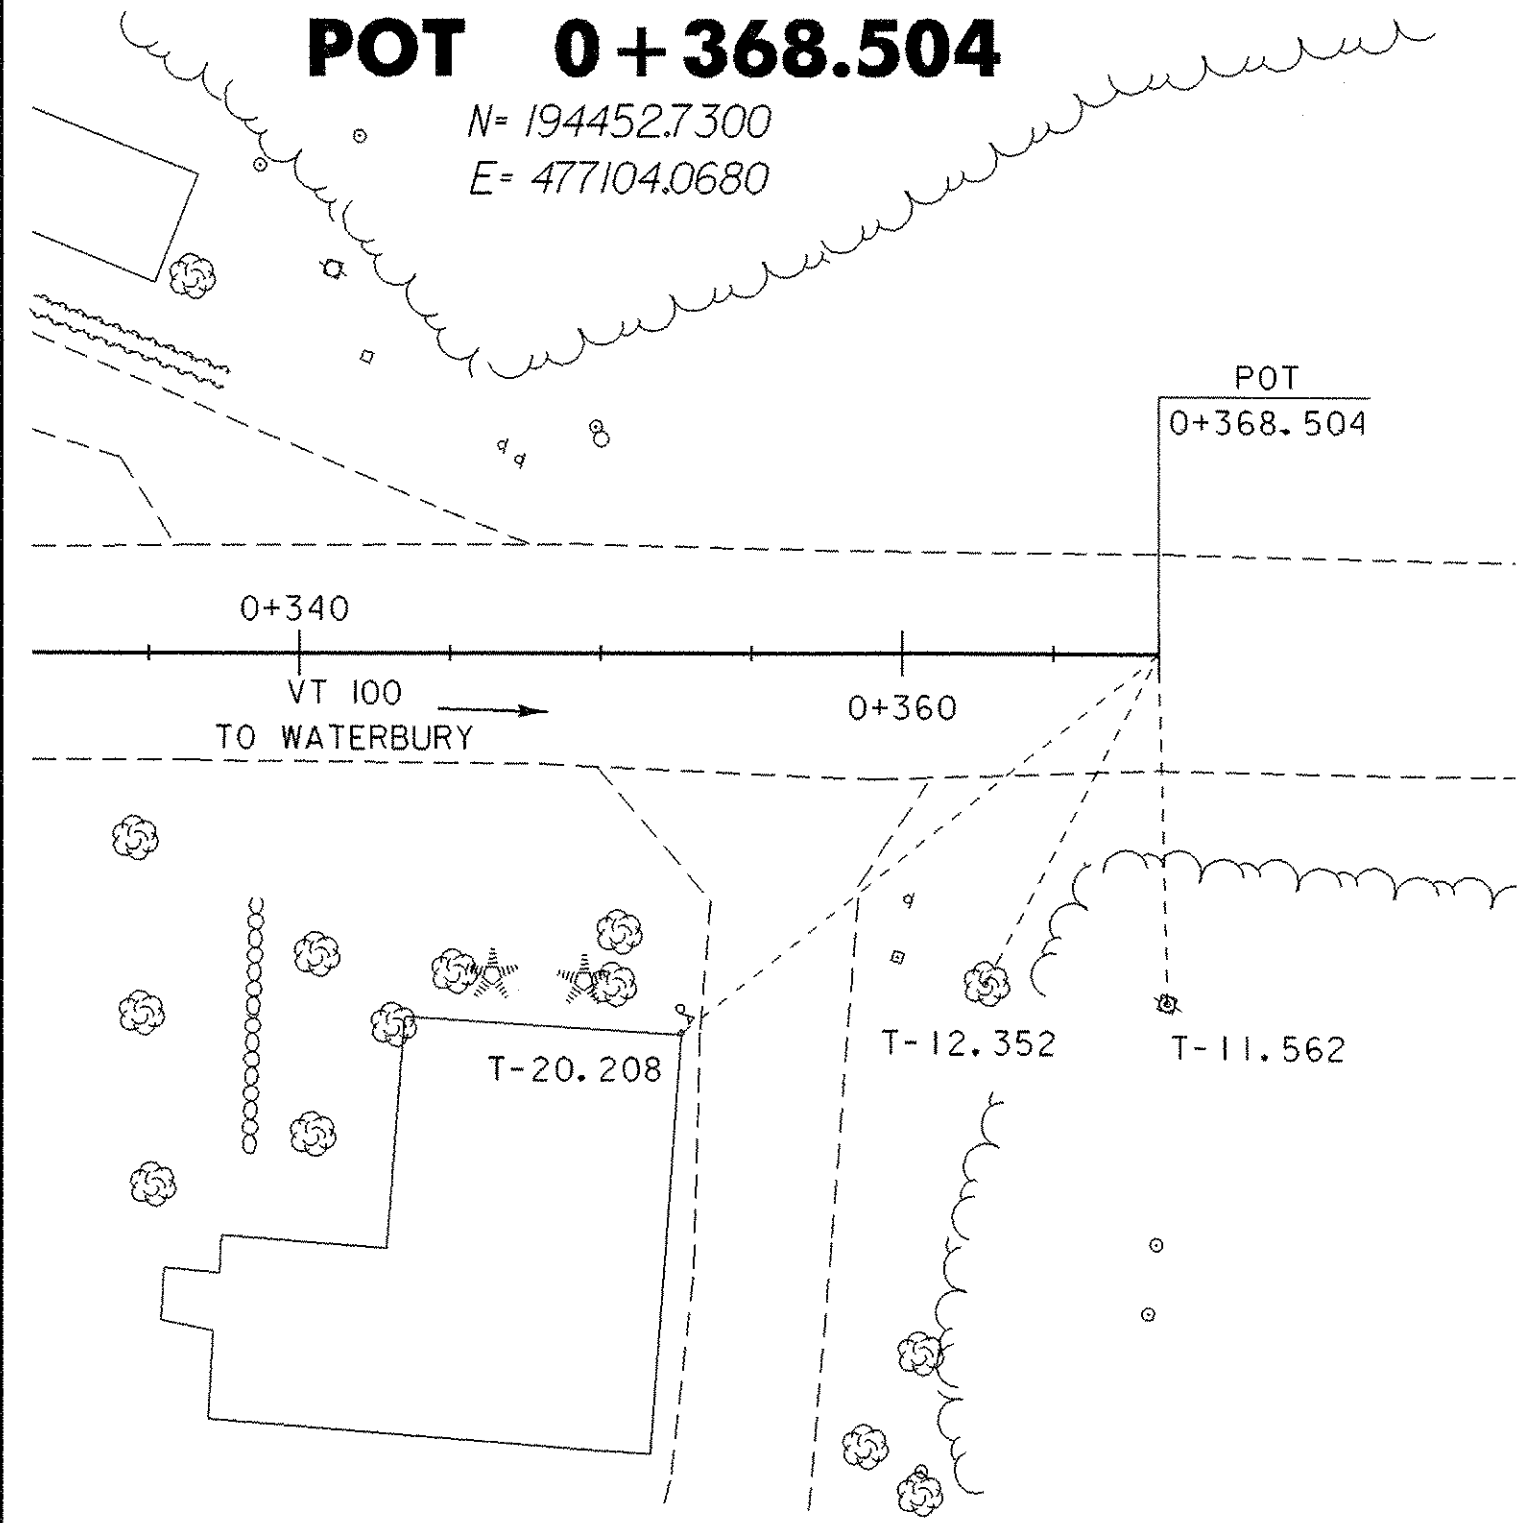 POT 0+368.504
N= 194452.7300
E= 477104.0680
POT
0+368.504
0+340
VT 100
TO WATERBURY
0+360
T-20.208
T-12.352
T-11.562